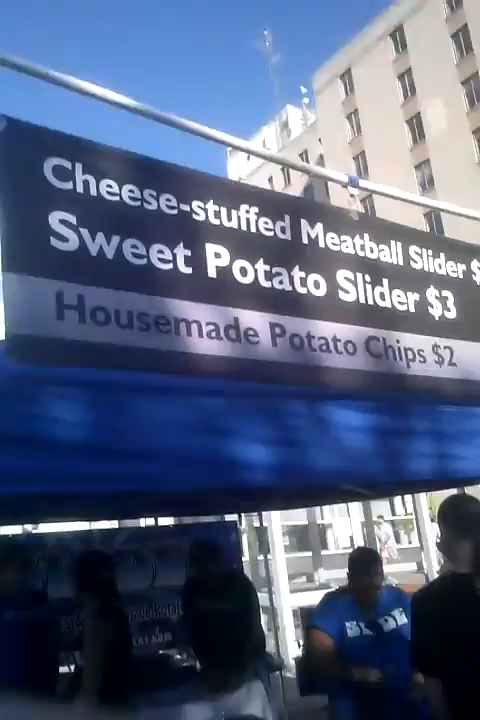 Cheese-stuffed Meatball Slider $
Sweet Potato Slider $3
Housemade Potato Chips $2